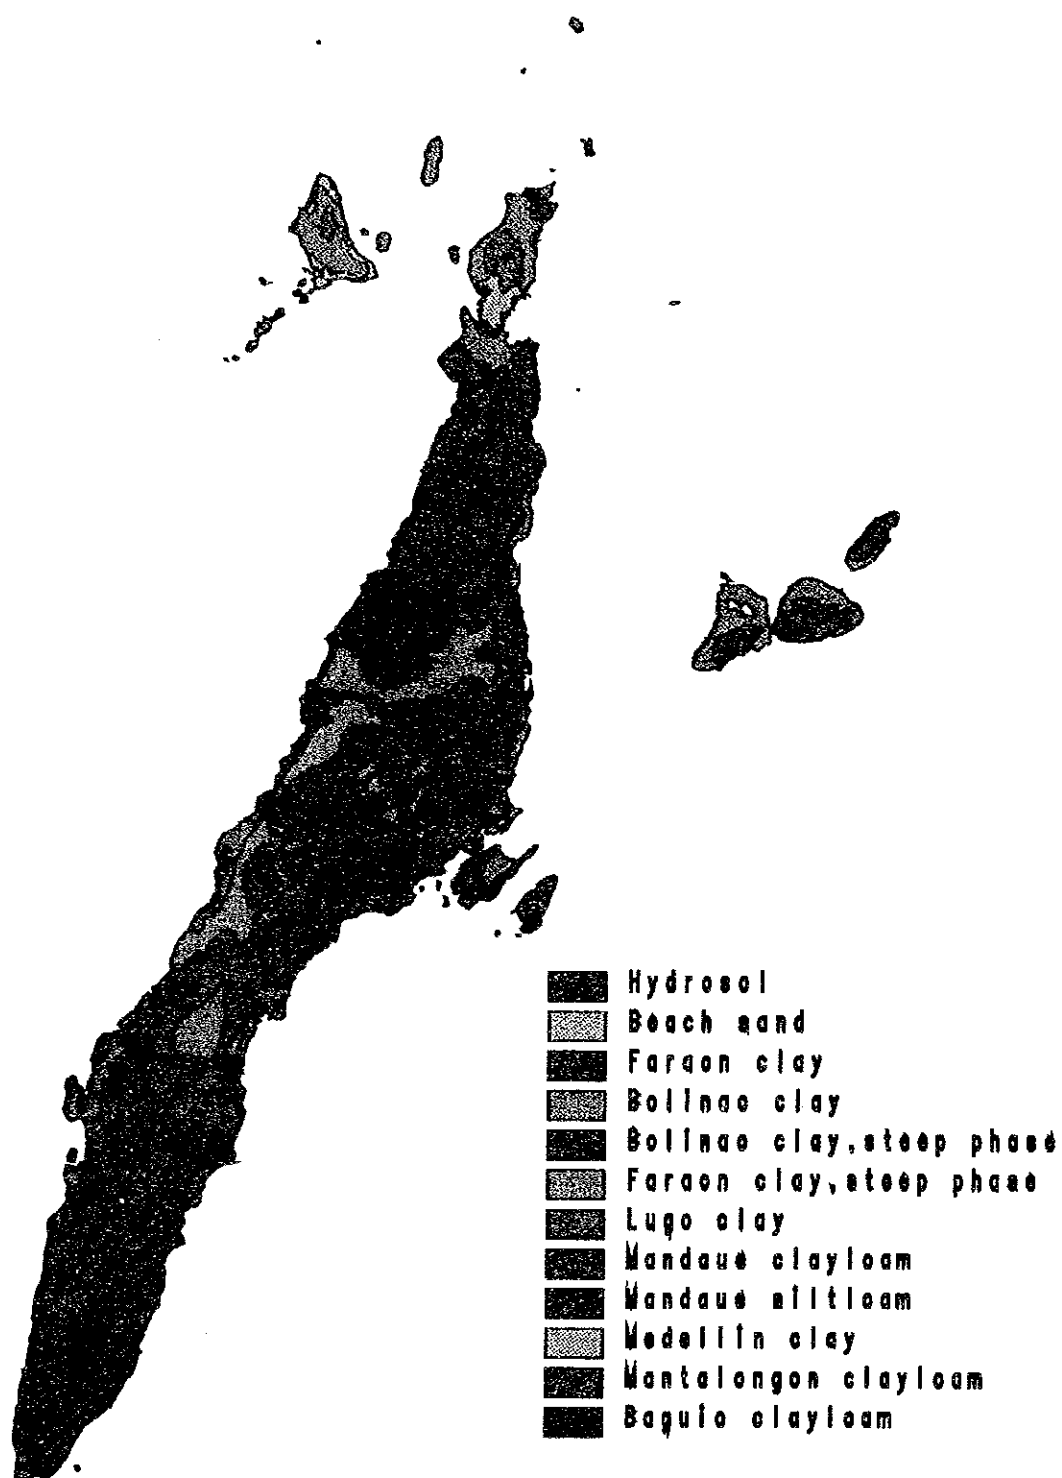 Hydrosol
Beach sand
Faraon clay
Bolinao clay
Bolinao clay,steep phase
Faraon clay,steep phase
Lugo clay
Mandaue clayloam
Mandaue siltloam
Medellin clay
Mantalongon clayloam
Baguio clayloam